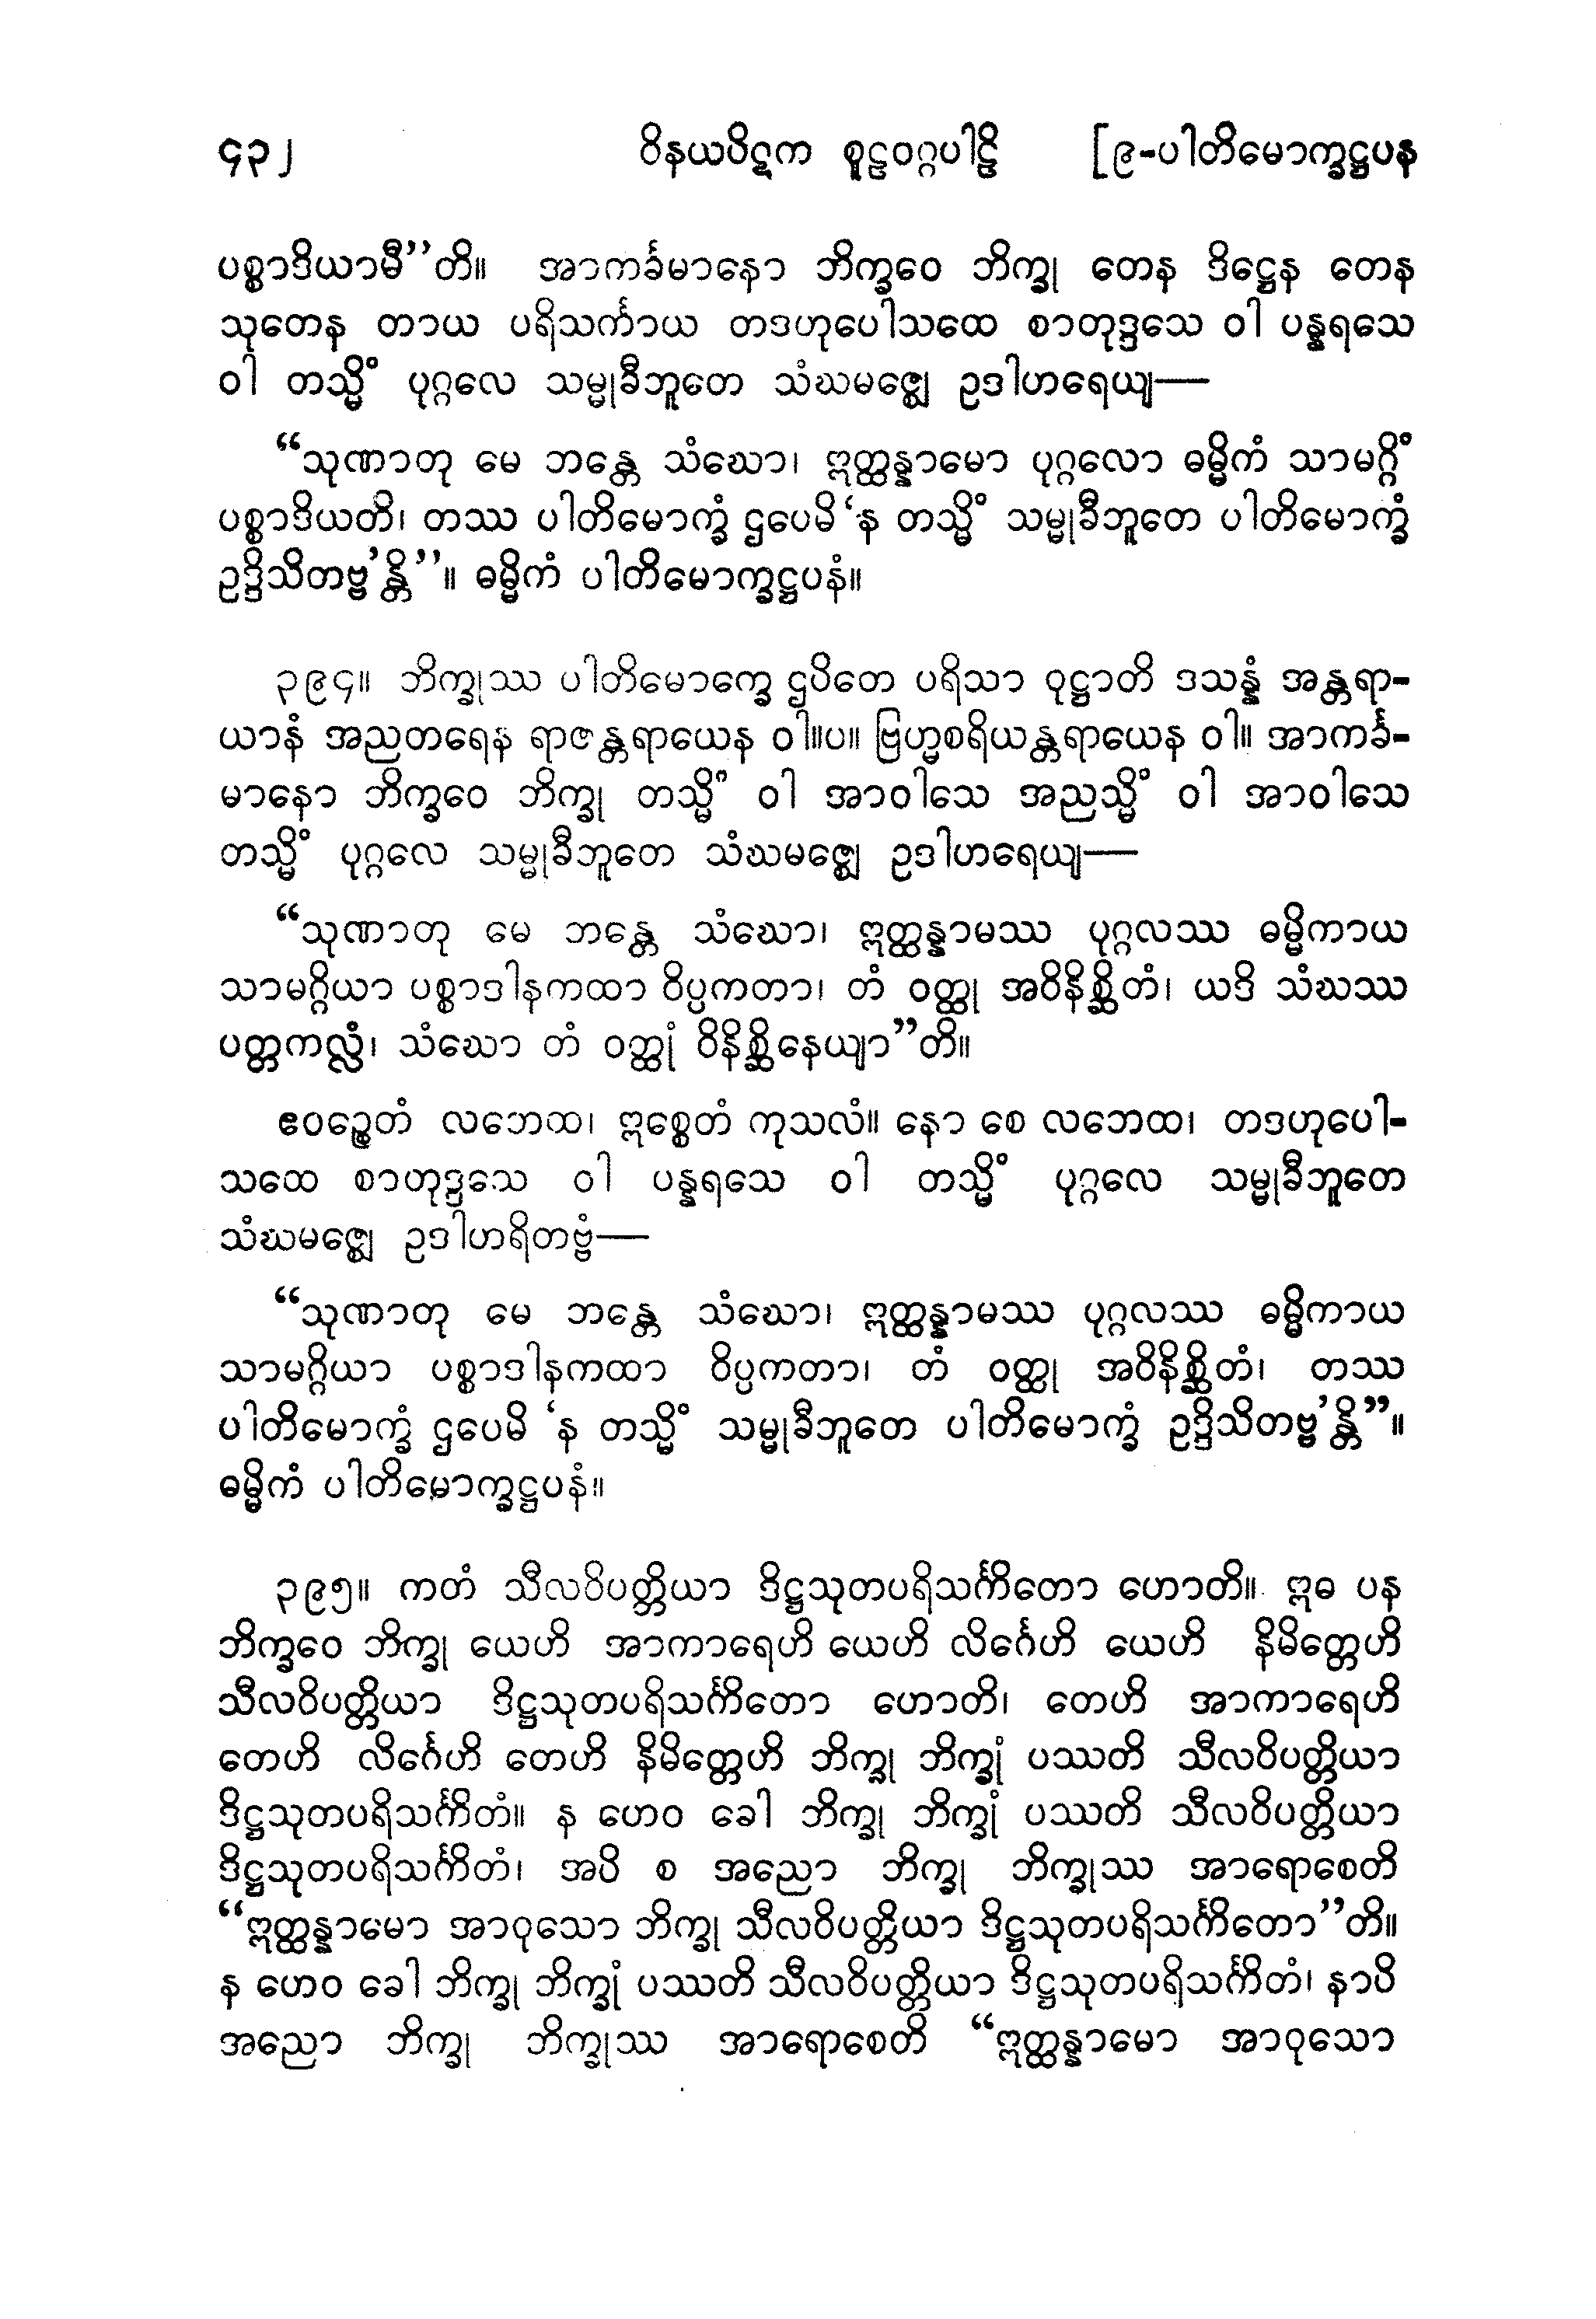 ၄၃၂ ဝိနယပိဋက စူဠဝဂ္ဂပါဠိ [၉-ပါတိမောက္ခဋ္ဌပန
ပစ္စာဒိယာမီ’’တိ။ အာကင်္ခမာနော ဘိက္ခဝေ ဘိက္ခု တေန ဒိဋ္ဌေန တေန
သုတေန တာယ ပရိသင်္ကာယ တဒဟုပေါသထေ စာတုဒ္ဒသေ ဝါ ပန္နရသေ
ဝါ တသ္မိံ ပုဂ္ဂလေ သမ္မုခီဘူတေ သံဃမဇ္ဈေ ဥဒါဟရေယျ—
“သုဏာတု မေ ဘန္တေ သံဃော၊ ဣတ္ထန္နာမော ပုဂ္ဂလော ဓမ္မိကံ သာမဂ္ဂိံ
ပစ္စာဒိယတိ၊ တဿ ပါတိမောက္ခံ ဌပေမိ ‘န တသ္မိံ သမ္မုခီဘူတေ ပါတိမောက္ခံ
ဥဒ္ဒိသိတဗ္ဗ’န္တိ’’။ ဓမ္မိကံ ပါတိမောက္ခဋ္ဌပနံ။
၃၉၄။ ဘိက္ခုဿ ပါတိမောက္ခေ ဌပိတေ ပရိသာ ဝုဋ္ဌာတိ ဒသန္နံ အန္တရာ-
ယာနံ အညတရေန ရာဇန္တရာယေန ဝါ။ပ။ ဗြဟ္မစရိယန္တရာယေန ဝါ။ အာကင်္ခ-
မာနော ဘိက္ခဝေ ဘိက္ခု တသ္မိံ ဝါ အာဝါသေ အညသ္မိံ ဝါ အာဝါသေ
တသ္မိံ ပုဂ္ဂလေ သမ္မုခီဘူတေ သံဃမဇ္ဈေ ဥဒါဟရေယျ—
“သုဏာတု မေ ဘန္တေ သံဃော၊ ဣတ္ထန္နာမဿ ပုဂ္ဂလဿ ဓမ္မိကာယ
သာမဂ္ဂိယာ ပစ္စာဒါနကထာ ဝိပ္ပကတာ၊ တံ ဝတ္ထု အဝိနိစ္ဆိတံ၊ ယဒိ သံဃဿ
ပတ္တကလ္လံ၊ သံဃော တံ ဝတ္ထုံ ဝိနိစ္ဆိနေယျာ”တိ။
ဧဝဉ္စေတံ လဘေထ၊ ဣစ္စေတံ ကုသလံ။ နော စေ လဘေထ၊ တဒဟုပေါ-
သထေ စာတုဒ္ဒသေ ဝါ ပန္နရသေ ဝါ တသ္မိံ ပုဂ္ဂလေ သမ္မုခီဘူတေ
သံဃမဇ္ဈေ ဥဒါဟရိတဗ္ဗံ—
“သုဏာတု မေ ဘန္တေ သံဃော၊ ဣတ္ထန္နာမဿ ပုဂ္ဂလဿ ဓမ္မိကာယ
သာမဂ္ဂိယာ ပစ္စာဒါနကထာ ဝိပ္ပကတာ၊ တံ ဝတ္ထု အဝိနိစ္ဆိတံ၊ တဿ
ပါတိမောက္ခံ ဌပေမိ ‘န တသ္မိံ သမ္မုခီဘူတေ ပါတိမောက္ခံ ဥဒ္ဒိသိတဗ္ဗ’န္တိ”။
ဓမ္မိကံ ပါတိမောက္ခဋ္ဌပနံ။
၃၉၅။ ကတံ သီလဝိပတ္တိယာ ဒိဋ္ဌသုတပရိသင်္ကိတော ဟောတိ။ ဣဓ ပန
ဘိက္ခဝေ ဘိက္ခု ယေဟိ အာကာရေဟိ ယေဟိ လိင်္ဂေဟိ ယေဟိ နိမိတ္တေဟိ
သီလဝိပတ္တိယာ ဒိဋ္ဌသုတပရိသင်္ကိတော ဟောတိ၊ တေဟိ အာကာရေဟိ
တေဟိ လိင်္ဂေဟိ တေဟိ နိမိတ္တေဟိ ဘိက္ခု ဘိက္ခုံ ပဿတိ သီလဝိပတ္တိယာ
ဒိဋ္ဌသုတပရိသင်္ကိတံ။ န ဟေဝ ခေါ ဘိက္ခု ဘိက္ခုံ ပဿတိ သီလဝိပတ္တိယာ
ဒိဋ္ဌသုတပရိသင်္ကိတံ၊ အပိ စ အညော ဘိက္ခု ဘိက္ခုဿ အာရောစေတိ
“ဣတ္ထန္နာမော အာဝုသော ဘိက္ခု သီလဝိပတ္တိယာ ဒိဋ္ဌသုတပရိသင်္ကိတော”တိ။
န ဟေဝ ခေါ ဘိက္ခု ဘိက္ခုံ ပဿတိ သီလဝိပတ္တိယာ ဒိဋ္ဌသုတပရိသင်္ကိတံ၊ နာပိ
အညော ဘိက္ခု ဘိက္ခုဿ အာရောစေတိ “ဣတ္ထန္နာမော အာဝုသော